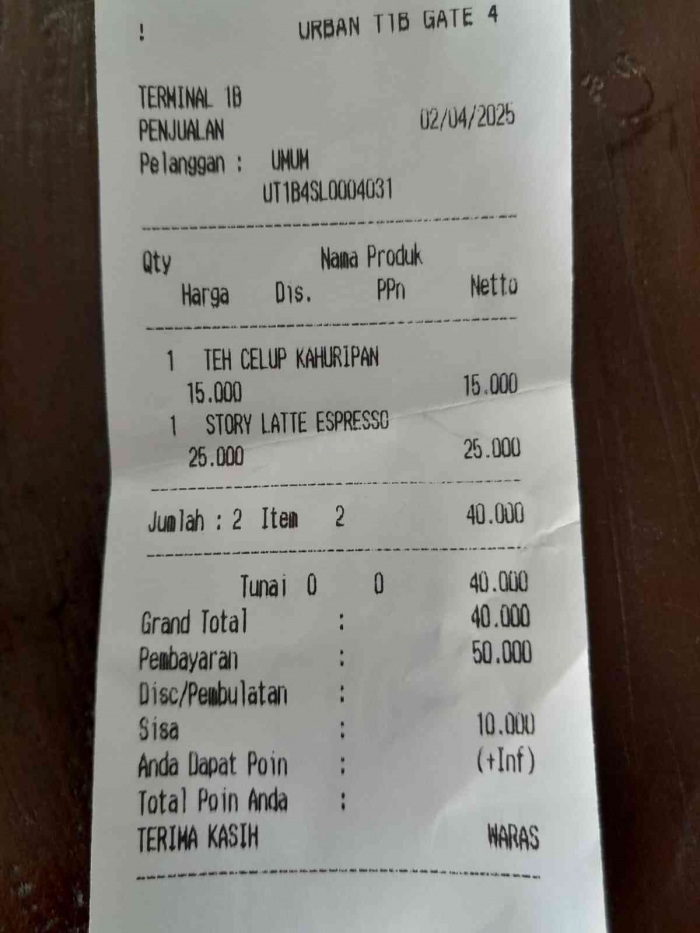 ! URBAN T1B GATE 4
TERMINAL 1B
PENJUALAN 02/04/2025
Pelanggan : UMUM
UT1B4SL0004031
Qty Nama Produk
Harga Dis. PPn Netto
1 TEH CELUP KAHURIPAN
15.000 15.000
1 STORY LATTE ESPRESSO
25.000 25.000
Jumlah : 2 Item 2 40.000
Tunai 0 0 40.000
Grand Total : 40.000
Pembayaran : 50.000
Disc/Pembulatan :
Sisa : 10.000
Anda Dapat Poin : (+Inf)
Total Poin Anda :
TERIMA KASIH WARAS